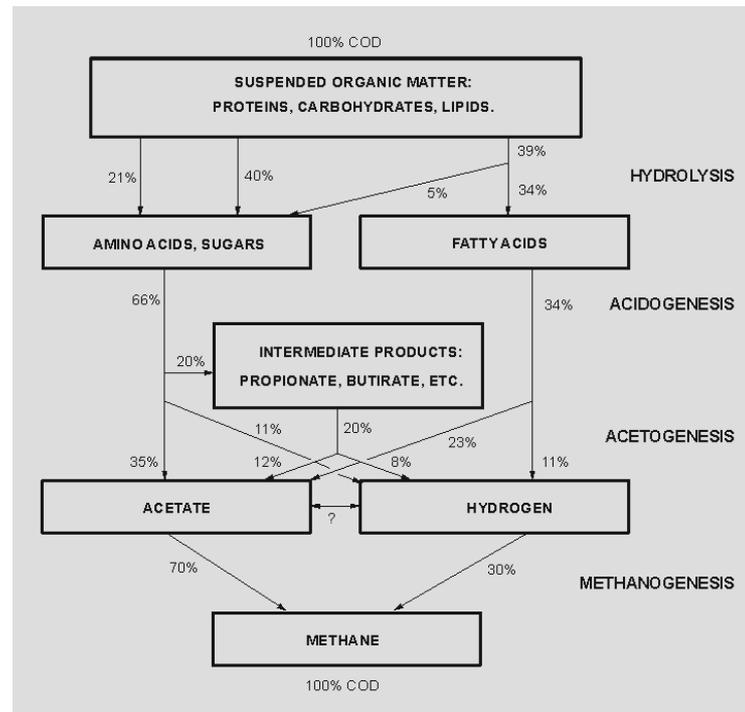 100% COD
SUSPENDED ORGANIC MATTER:
PROTEINS, CARBOHYDRATES, LIPIDS.
39%
21%
40%
HYDROLYSIS
5%
34%
AMINO ACIDS, SUGARS
FATTY ACIDS
66%
34%
ACIDOGENESIS
INTERMEDIATE PRODUCTS:
20%
PROPIONATE, BUTIRATE, ETC.
11%
20%
ACETOGENESIS
23%
35%
12%
8%
11%
ACETATE
HYDROGEN
?
70%
30%
METHANOGENESIS
METHANE
100% COD